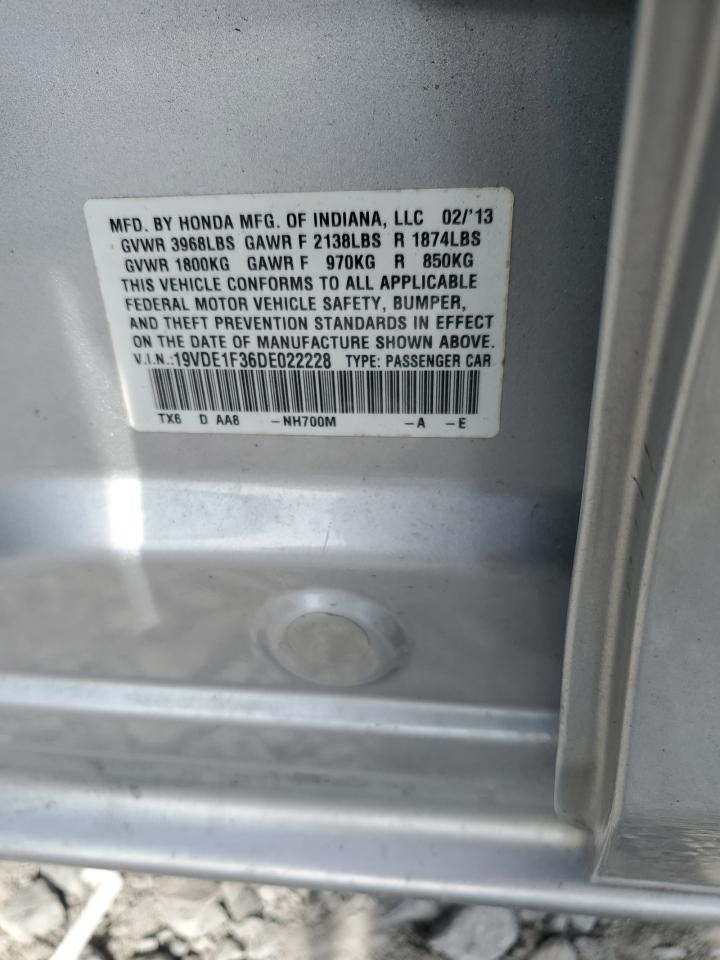 MFD. BY HONDA MFG. OF INDIANA, LLC 02/'13
GVWR 3968LBS GAWR F 2138LBS R 1874LBS
GVWR 1800KG GAWR F 970KG R 850KG
THIS VEHICLE CONFORMS TO ALL APPLICABLE
FEDERAL MOTOR VEHICLE SAFETY, BUMPER,
AND THEFT PREVENTION STANDARDS IN EFFECT
ON THE DATE OF MANUFACTURE SHOWN ABOVE.
V.I.N.:19VDE1F36DE022228 TYPE: PASSENGER CAR
TX6 D AA8 -NH700M -A -E